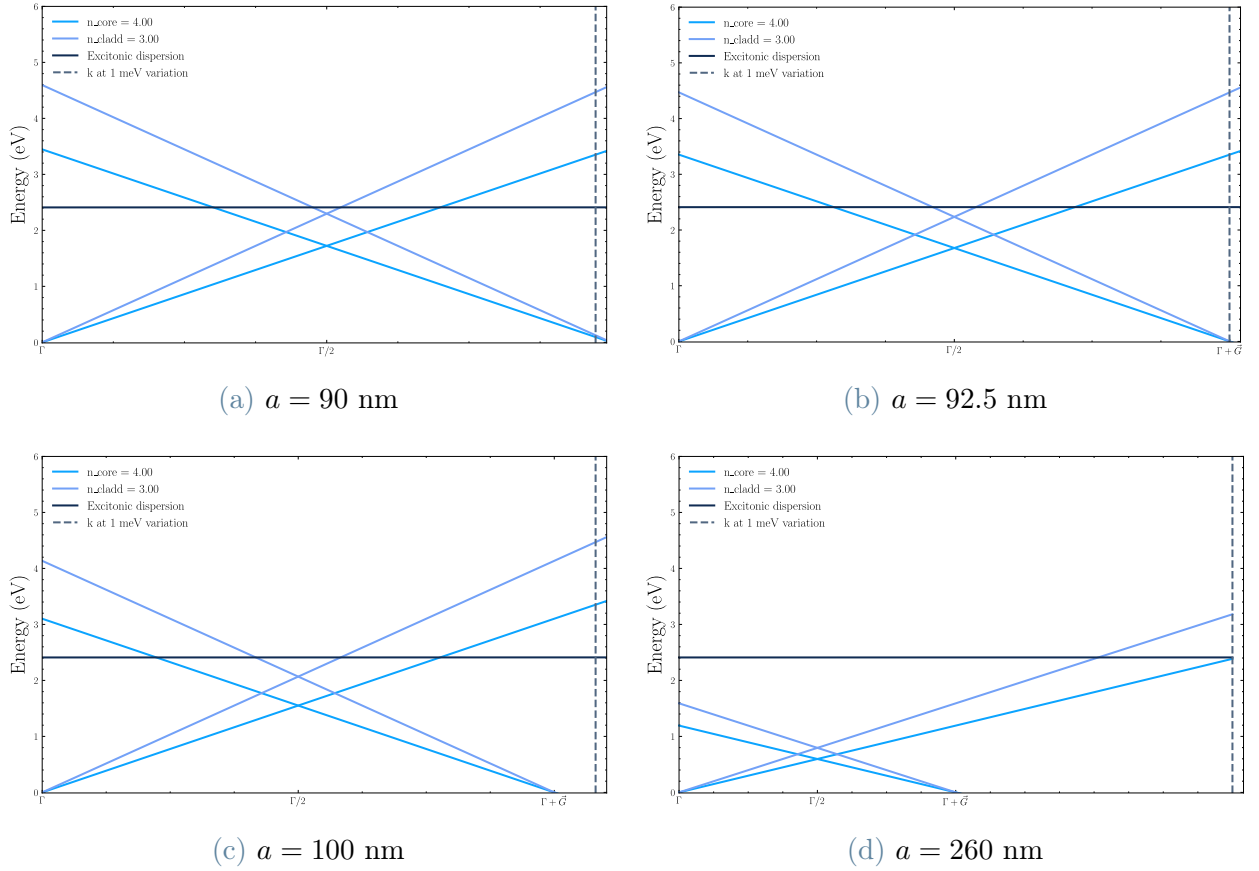 6
5
4
3
2
1
0
Energy (eV)
n_core = 4.00
n_cladd = 3.00
Excitonic dispersion
k at 1 meV variation
Γ
Γ/2
(a) a = 90 nm
6
5
4
3
2
1
0
Energy (eV)
n_core = 4.00
n_cladd = 3.00
Excitonic dispersion
k at 1 meV variation
Γ
Γ/2
Γ + G⃗
(b) a = 92.5 nm
6
5
4
3
2
1
0
Energy (eV)
n_core = 4.00
n_cladd = 3.00
Excitonic dispersion
k at 1 meV variation
Γ
Γ/2
Γ + G⃗
(c) a = 100 nm
6
5
4
3
2
1
0
Energy (eV)
n_core = 4.00
n_cladd = 3.00
Excitonic dispersion
k at 1 meV variation
Γ
Γ/2
Γ + G⃗
(d) a = 260 nm